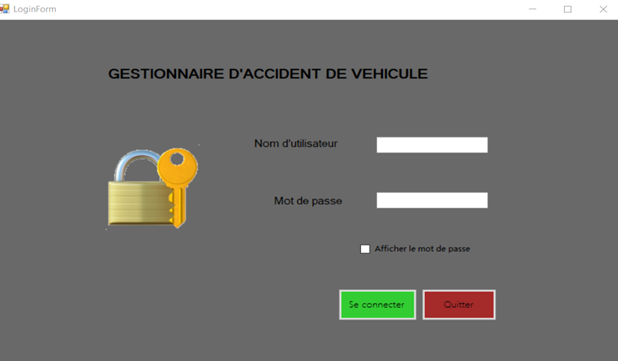 LoginForm
GESTIONNAIRE D'ACCIDENT DE VEHICULE
Nom d'utilisateur
Mot de passe
Afficher le mot de passe
Se connecter
Quitter